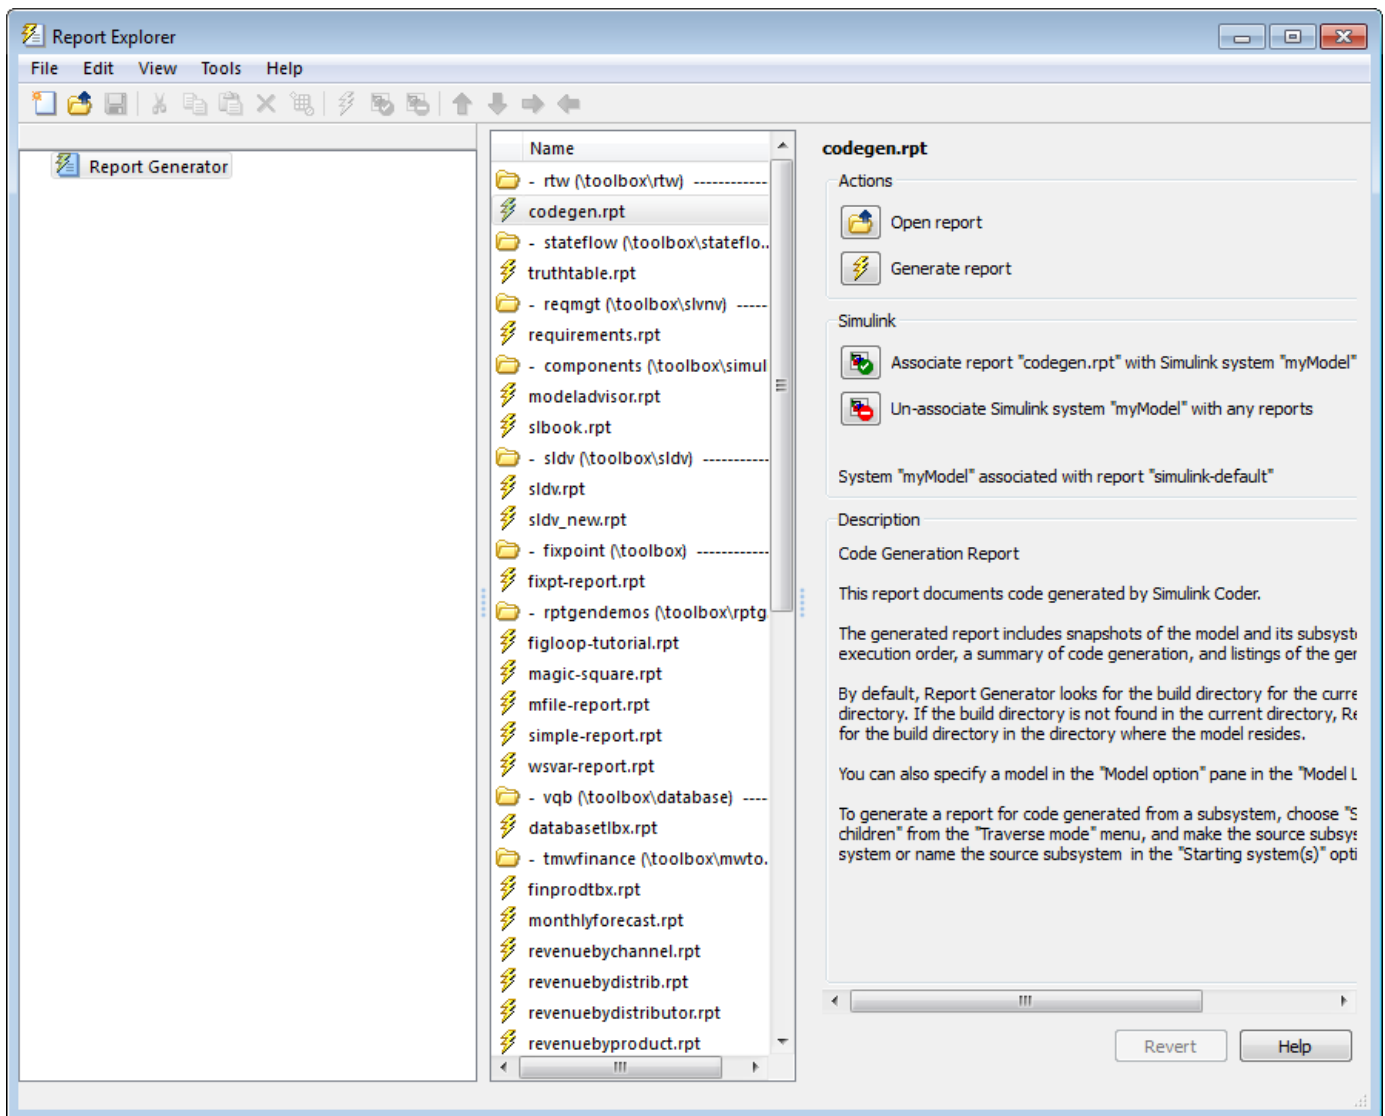 Report Explorer
File Edit View Tools Help
Report Generator
Name
- rtw (\toolbox\rtw) ------------
codegen.rpt
- stateflow (\toolbox\stateflo..
truthtable.rpt
- reqmgt (\toolbox\slvnv) -----
requirements.rpt
- components (\toolbox\simul
modeladvisor.rpt
slbook.rpt
- sldv (\toolbox\sldv) -----------
sldv.rpt
sldv_new.rpt
- fixpoint (\toolbox) ------------
fixpt-report.rpt
- rptgendemos (\toolbox\rptg
figloop-tutorial.rpt
magic-square.rpt
mfile-report.rpt
simple-report.rpt
wsvar-report.rpt
- vqb (\toolbox\database) ----
databasetlbx.rpt
- tmwfinance (\toolbox\mwto.
finprodtbx.rpt
monthlyforecast.rpt
revenuebychannel.rpt
revenuebydistrib.rpt
revenuebydistributor.rpt
revenuebyproduct.rpt
codegen.rpt
Actions
Open report
Generate report
Simulink
Associate report "codegen.rpt" with Simulink system "myModel"
Un-associate Simulink system "myModel" with any reports
System "myModel" associated with report "simulink-default"
Description
Code Generation Report
This report documents code generated by Simulink Coder.
The generated report includes snapshots of the model and its subsyst
execution order, a summary of code generation, and listings of the ger
By default, Report Generator looks for the build directory for the curre
directory. If the build directory is not found in the current directory, Re
for the build directory in the directory where the model resides.
You can also specify a model in the "Model option" pane in the "Model L
To generate a report for code generated from a subsystem, choose "S
children" from the "Traverse mode" menu, and make the source subsys
system or name the source subsystem in the "Starting system(s)" opti
Revert Help